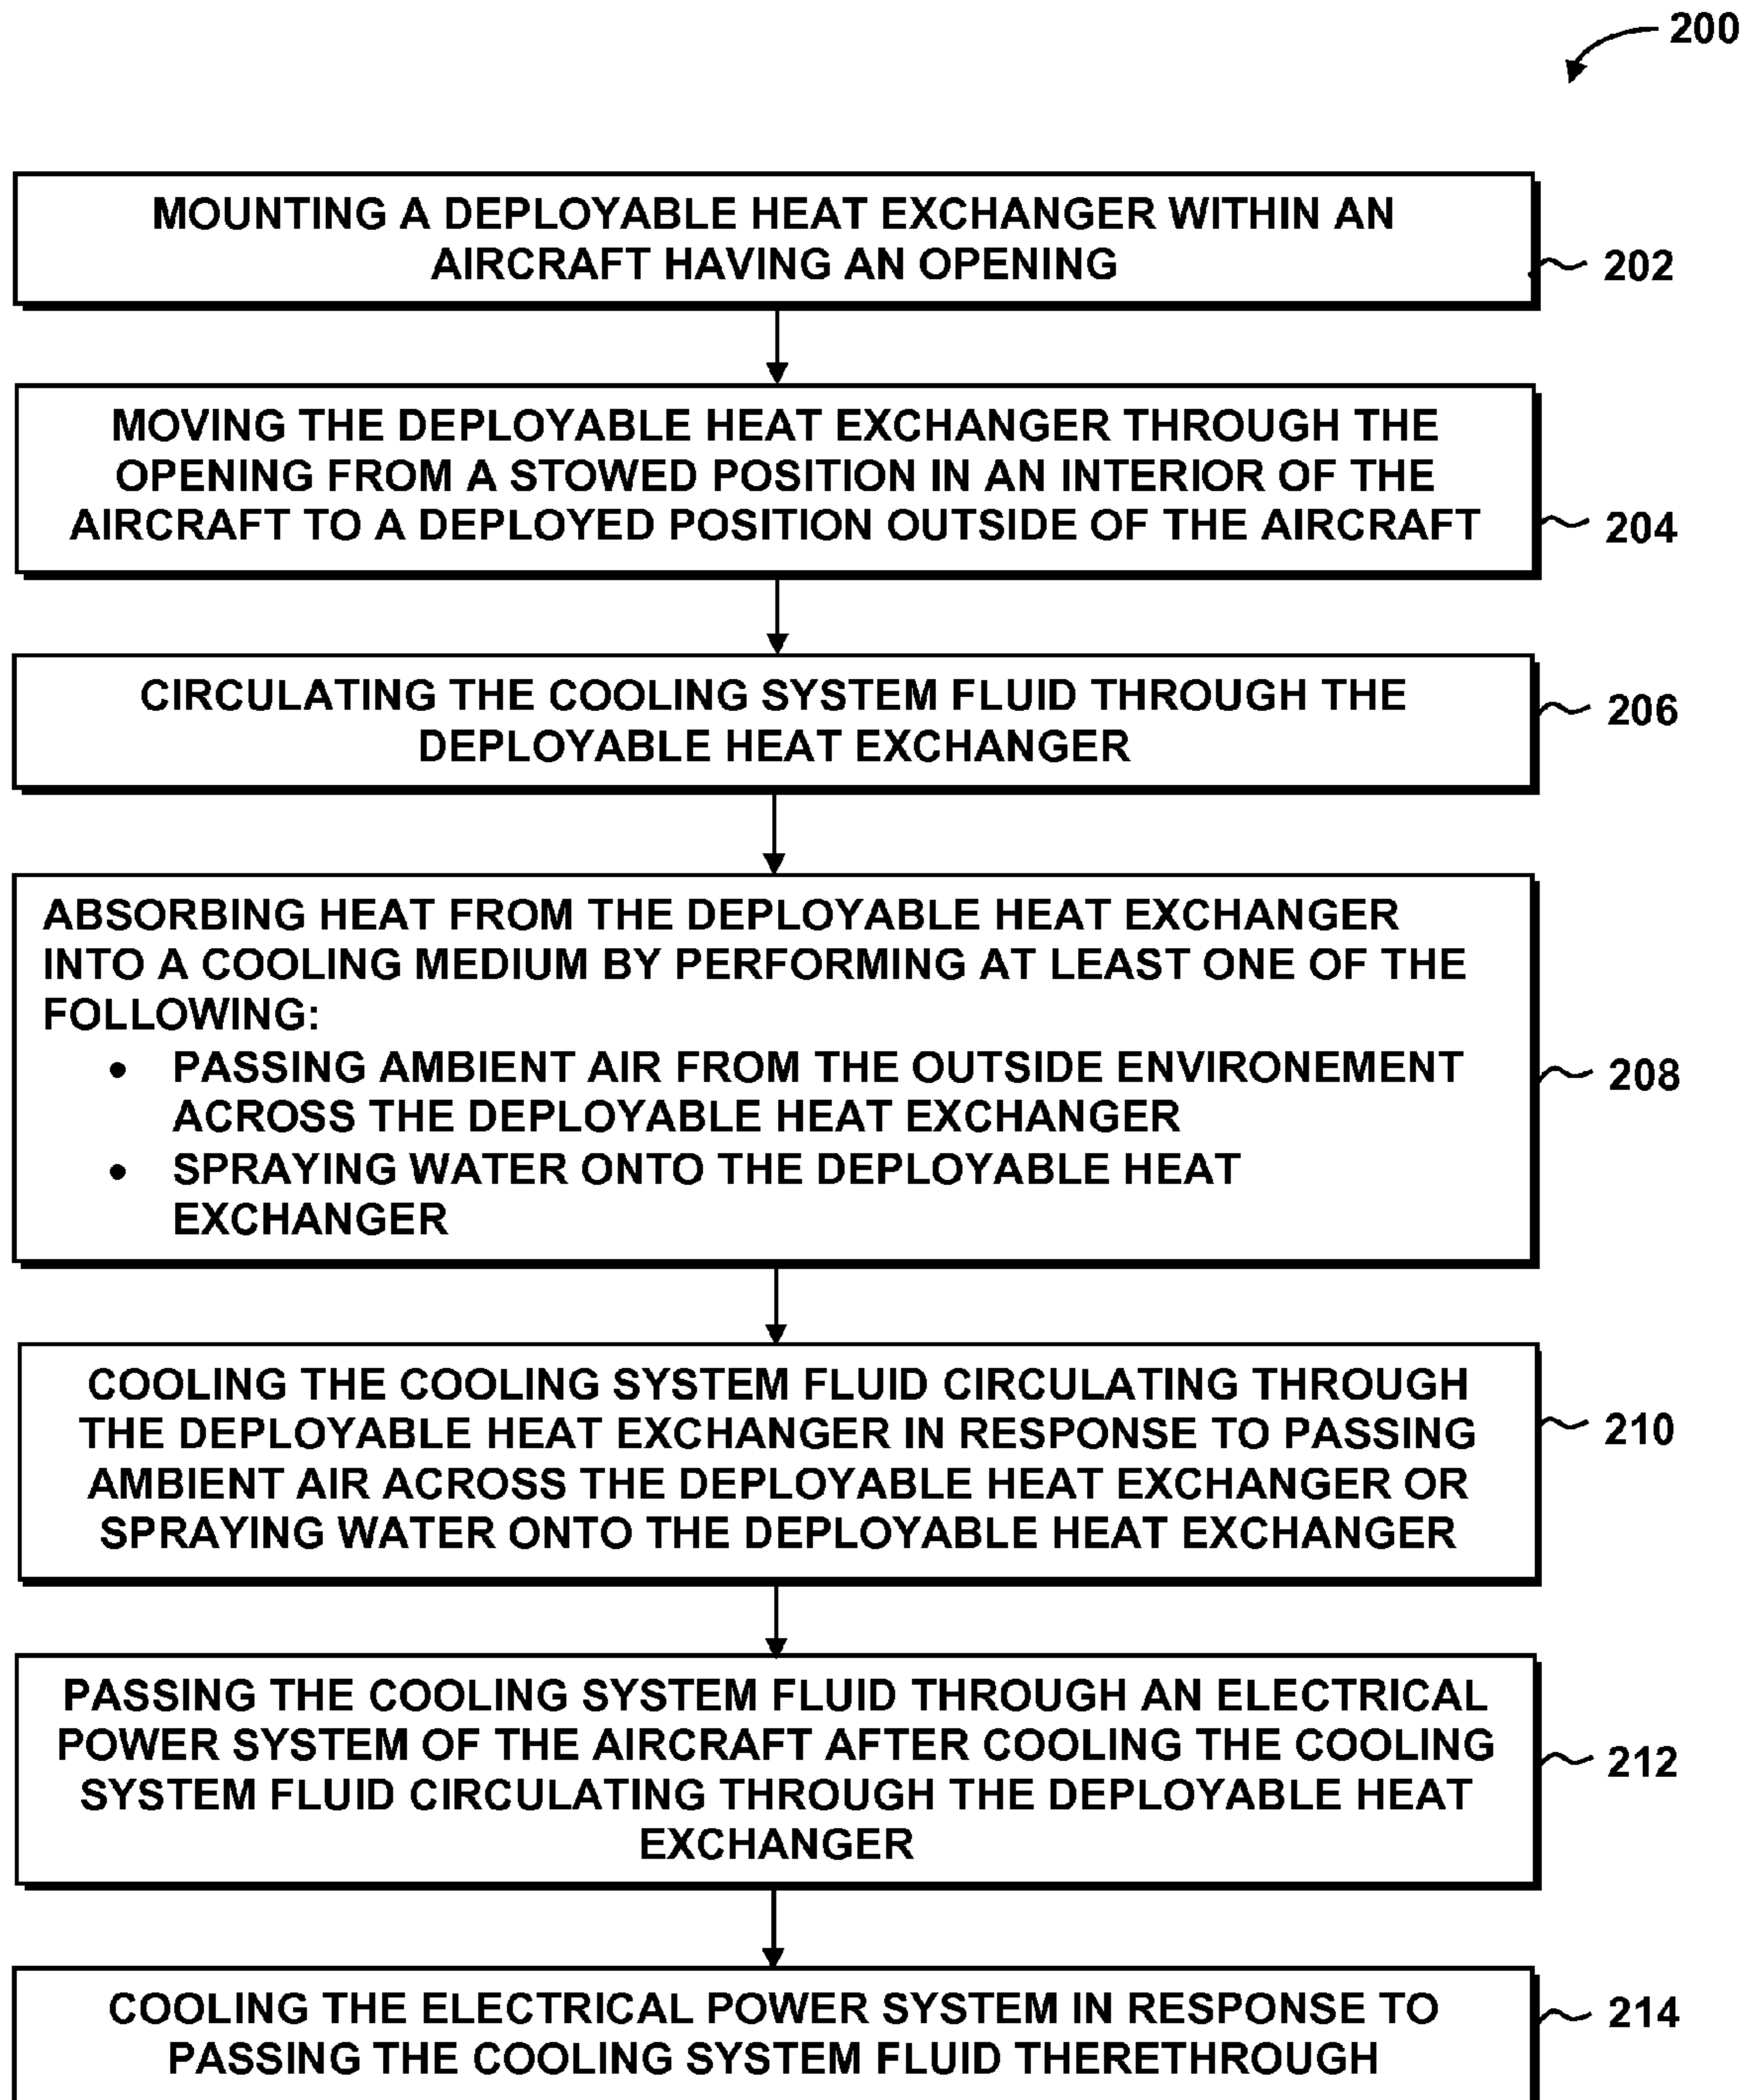 200
MOUNTING A DEPLOYABLE HEAT EXCHANGER WITHIN AN
AIRCRAFT HAVING AN OPENING
202
MOVING THE DEPLOYABLE HEAT EXCHANGER THROUGH THE
OPENING FROM A STOWED POSITION IN AN INTERIOR OF THE
AIRCRAFT TO A DEPLOYED POSITION OUTSIDE OF THE AIRCRAFT
204
CIRCULATING THE COOLING SYSTEM FLUID THROUGH THE
DEPLOYABLE HEAT EXCHANGER
206
ABSORBING HEAT FROM THE DEPLOYABLE HEAT EXCHANGER
INTO A COOLING MEDIUM BY PERFORMING AT LEAST ONE OF THE
FOLLOWING:
• PASSING AMBIENT AIR FROM THE OUTSIDE ENVIRONEMENT
ACROSS THE DEPLOYABLE HEAT EXCHANGER
• SPRAYING WATER ONTO THE DEPLOYABLE HEAT
EXCHANGER
208
COOLING THE COOLING SYSTEM FLUID CIRCULATING THROUGH
THE DEPLOYABLE HEAT EXCHANGER IN RESPONSE TO PASSING
AMBIENT AIR ACROSS THE DEPLOYABLE HEAT EXCHANGER OR
SPRAYING WATER ONTO THE DEPLOYABLE HEAT EXCHANGER
210
PASSING THE COOLING SYSTEM FLUID THROUGH AN ELECTRICAL
POWER SYSTEM OF THE AIRCRAFT AFTER COOLING THE COOLING
SYSTEM FLUID CIRCULATING THROUGH THE DEPLOYABLE HEAT
EXCHANGER
212
COOLING THE ELECTRICAL POWER SYSTEM IN RESPONSE TO
PASSING THE COOLING SYSTEM FLUID THERETHROUGH
214